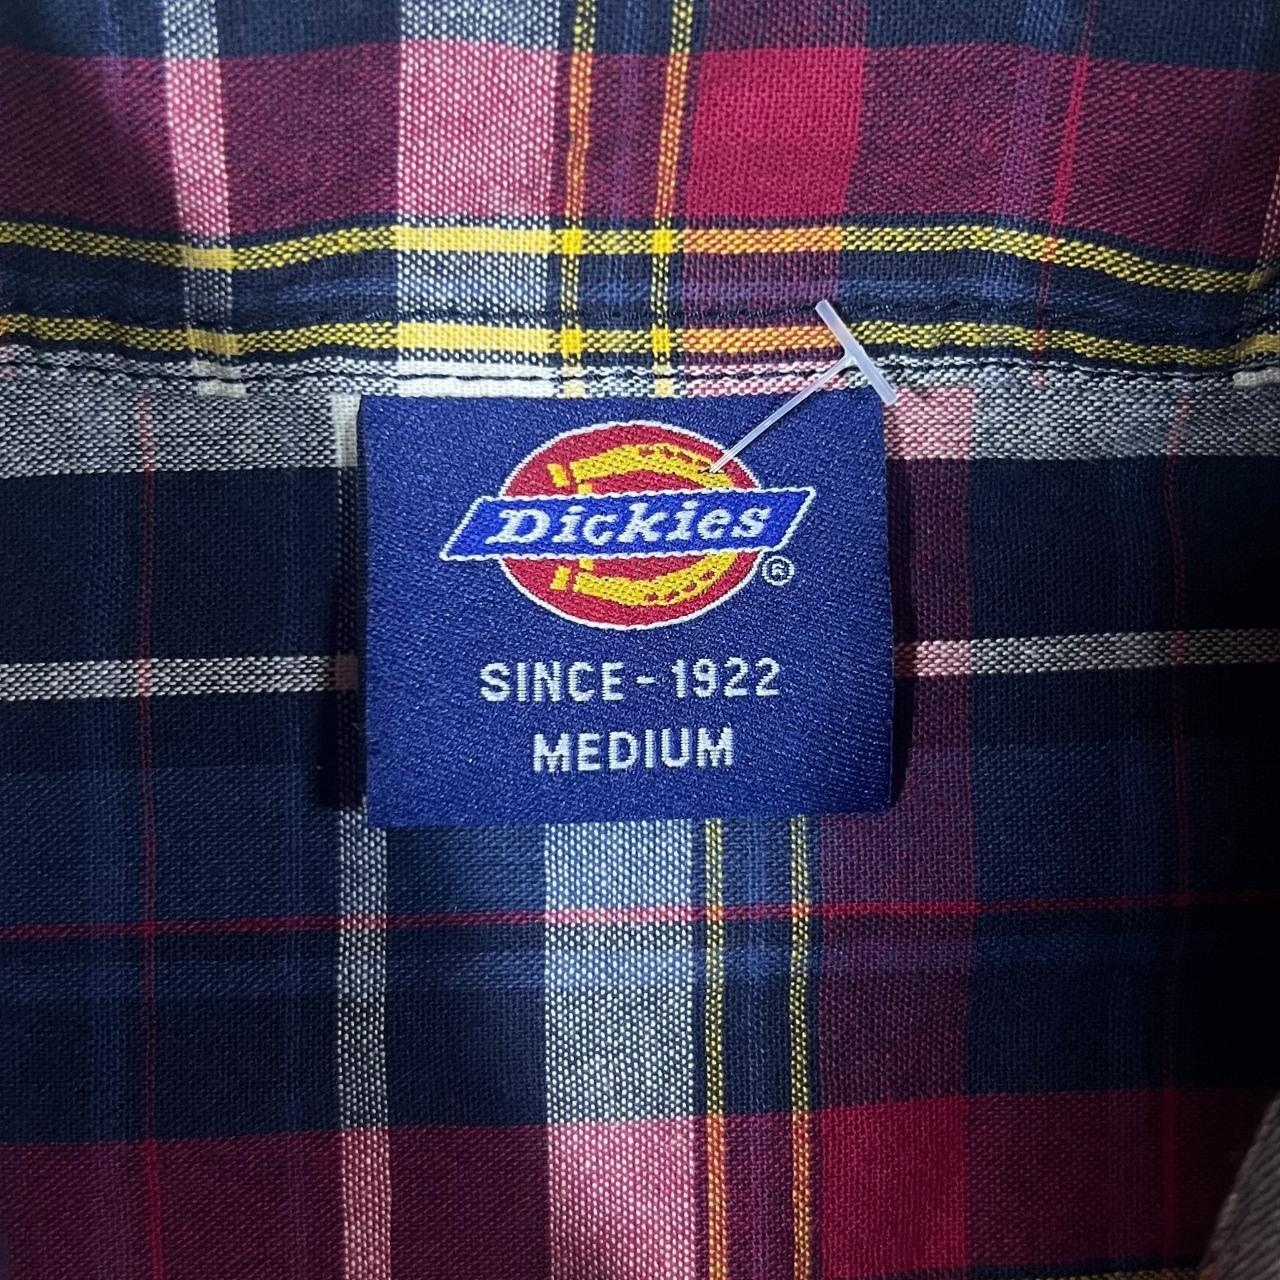 Dickies
®
SINCE - 1922
MEDIUM